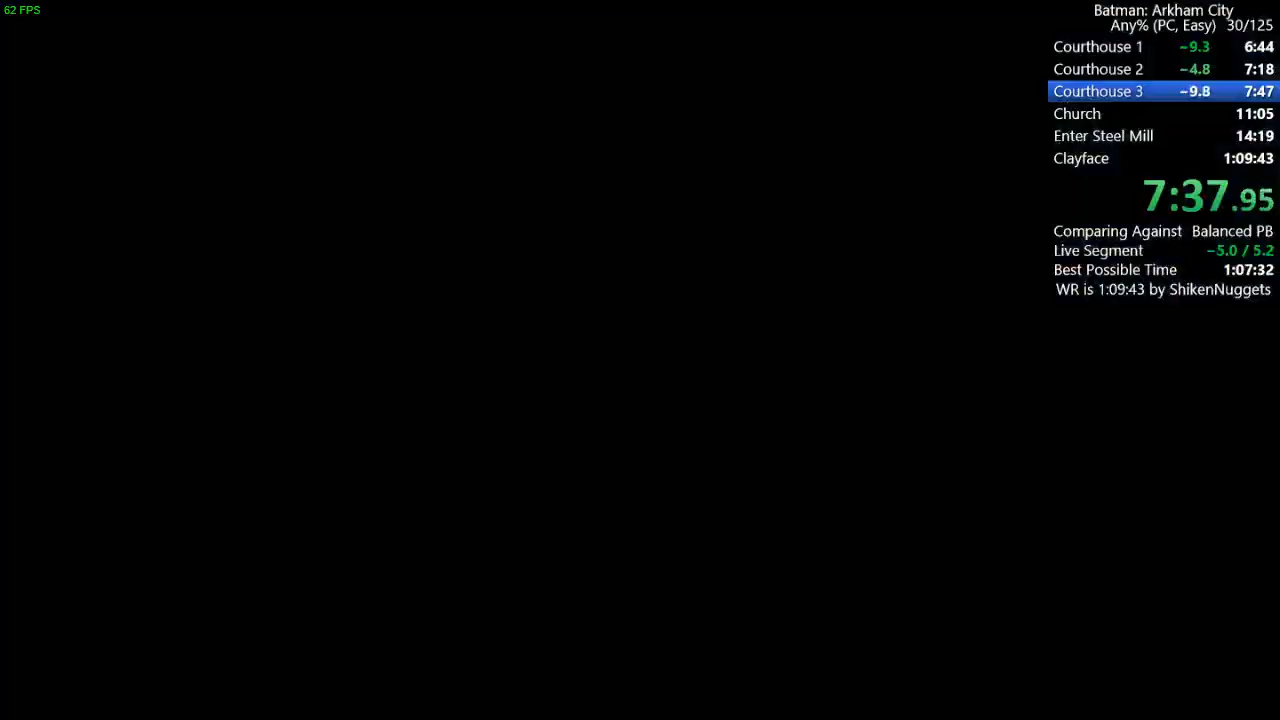 62 FPS
Batman: Arkham City
Any% (PC, Easy) 30/125
Courthouse 1 −9.3 6:44
Courthouse 2 −4.8 7:18
Courthouse 3 −9.8 7:47
Church 11:05
Enter Steel Mill 14:19
Clayface 1:09:43
7:37.95
Comparing Against Balanced PB
Live Segment −5.0 / 5.2
Best Possible Time 1:07:32
WR is 1:09:43 by ShikenNuggets